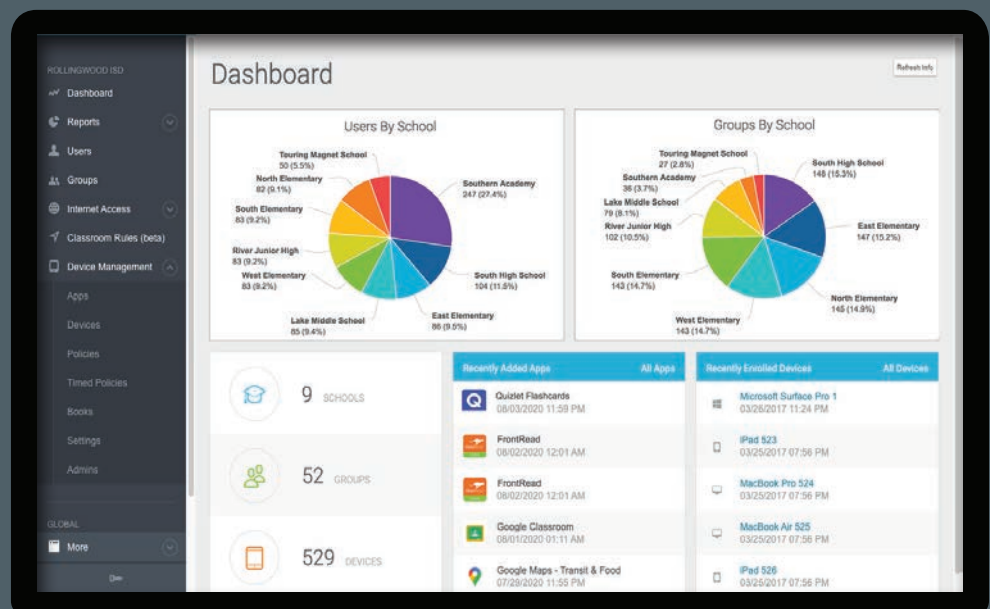 ROLLINGWOOD ISD
Dashboard
Reports
Users
Groups
Internet Access
Classroom Rules (beta)
Device Management
Apps
Devices
Policies
Timed Policies
Books
Settings
Admins
GLOBAL
More
Dashboard
Refresh Info
Users By School
Touring Magnet School
50 (5.5%)
North Elementary
82 (9.1%)
South Elementary
83 (9.2%)
River Junior High
83 (9.2%)
West Elementary
83 (9.2%)
Lake Middle School
85 (9.4%)
Southern Academy
247 (27.4%)
South High School
104 (11.5%)
East Elementary
86 (9.5%)
Groups By School
Touring Magnet School
27 (2.8%)
Southern Academy
36 (3.7%)
Lake Middle School
79 (8.1%)
River Junior High
102 (10.5%)
South Elementary
143 (14.7%)
West Elementary
143 (14.7%)
South High School
148 (15.3%)
East Elementary
147 (15.2%)
North Elementary
145 (14.9%)
9 SCHOOLS
52 GROUPS
529 DEVICES
Recently Added Apps All Apps
Quizlet Flashcards
08/03/2020 11:59 PM
FrontRead
08/02/2020 12:01 AM
FrontRead
08/02/2020 12:01 AM
Google Classroom
08/01/2020 01:11 AM
Google Maps - Transit & Food
07/29/2020 11:55 PM
Recently Enrolled Devices All Devices
Microsoft Surface Pro 1
03/26/2017 11:24 PM
iPad 523
03/25/2017 07:56 PM
MacBook Pro 524
03/25/2017 07:56 PM
MacBook Air 525
03/25/2017 07:56 PM
iPad 526
03/25/2017 07:56 PM